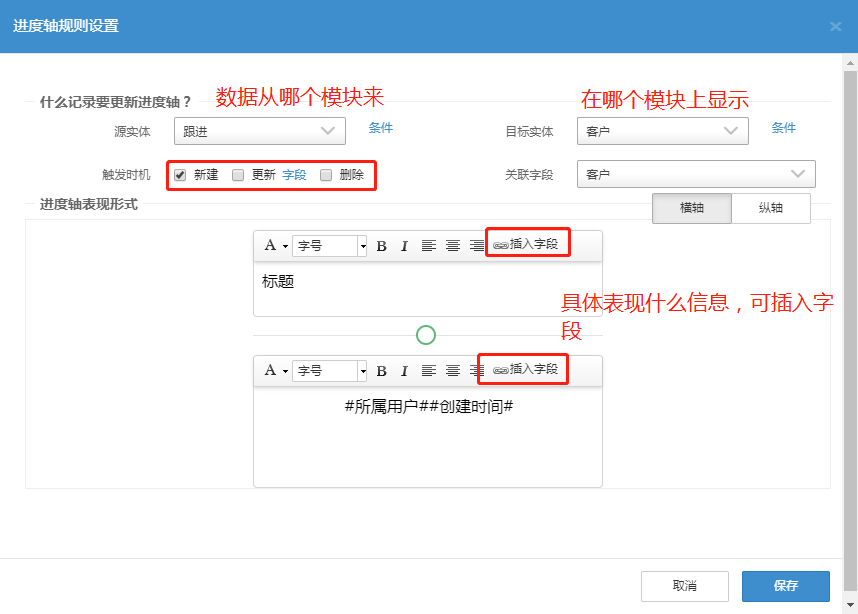 进度轴规则设置
什么记录要更新进度轴？ 数据从哪个模块来 在哪个模块上显示
源实体 跟进 条件 目标实体 客户 条件
触发时机 新建 更新 字段 删除 关联字段 客户
进度轴表现形式 横轴 纵轴
A 字号 B I 插入字段
标题
具体表现什么信息，可插入字
段
A 字号 B I 插入字段
#所属用户##创建时间#
取消 保存